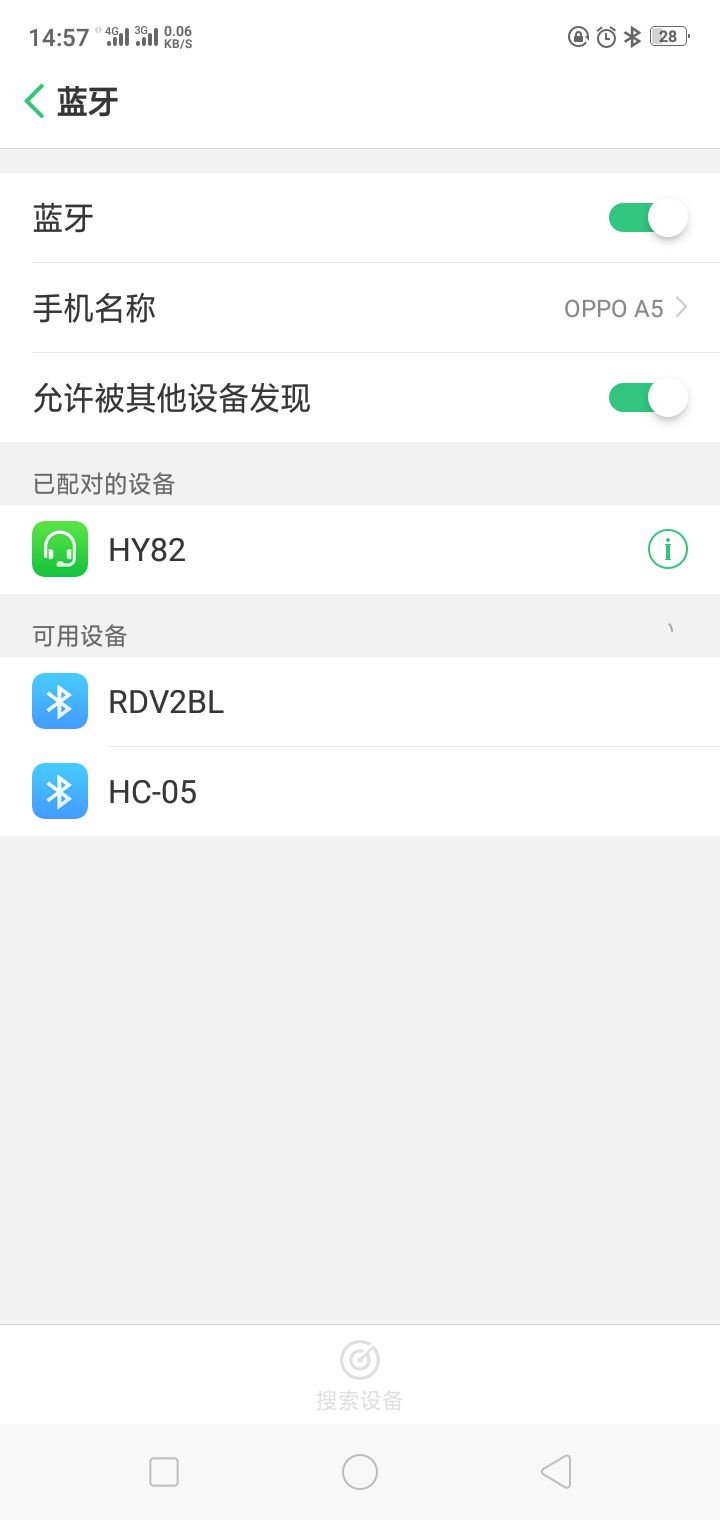 14:57 4G 3G 0.06 KB/S 28
蓝牙
蓝牙
手机名称 OPPO A5
允许被其他设备发现
已配对的设备
HY82
可用设备
RDV2BL
HC-05
搜索设备